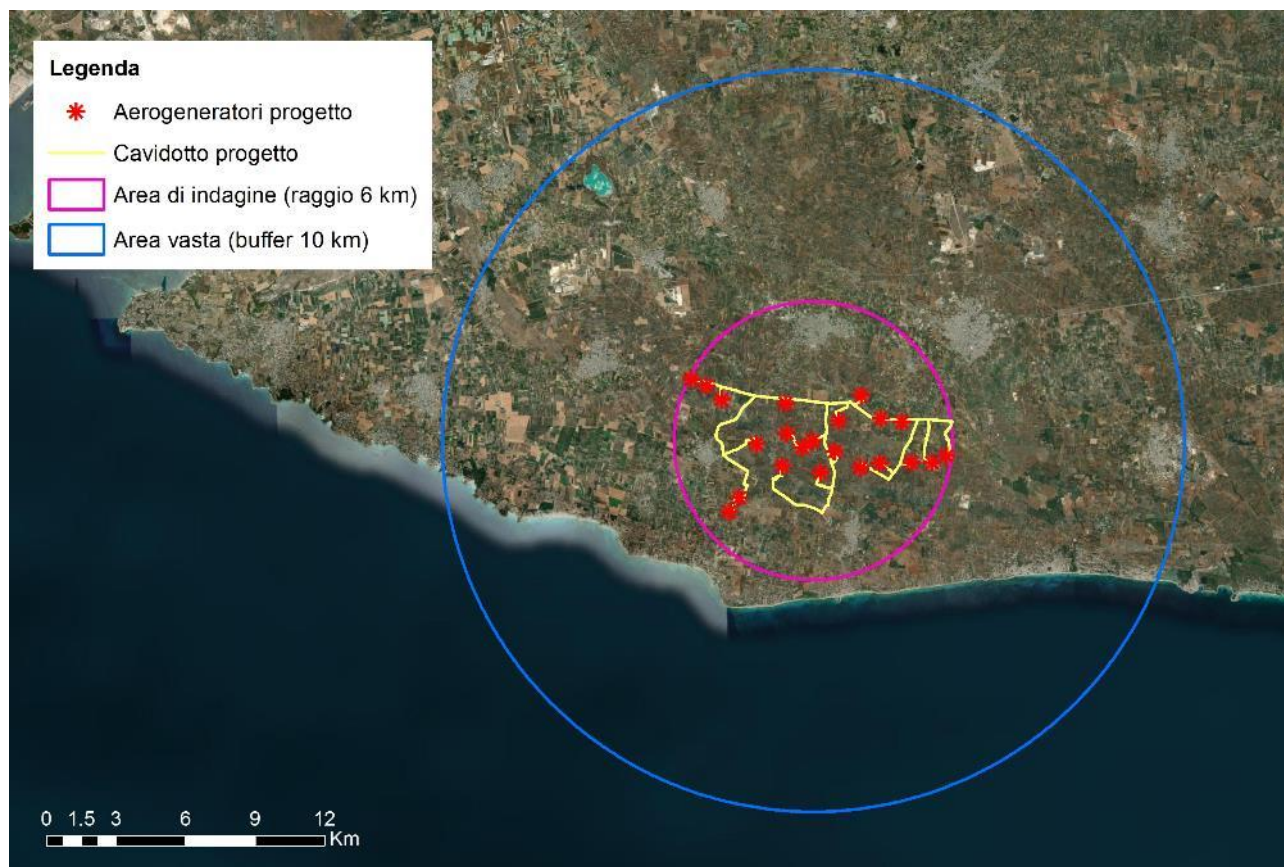 Legenda
Aerogeneratori progetto
Cavidotto progetto
Area di indagine (raggio 6 km)
Area vasta (buffer 10 km)
0 1.5 3 6 9 12
Km